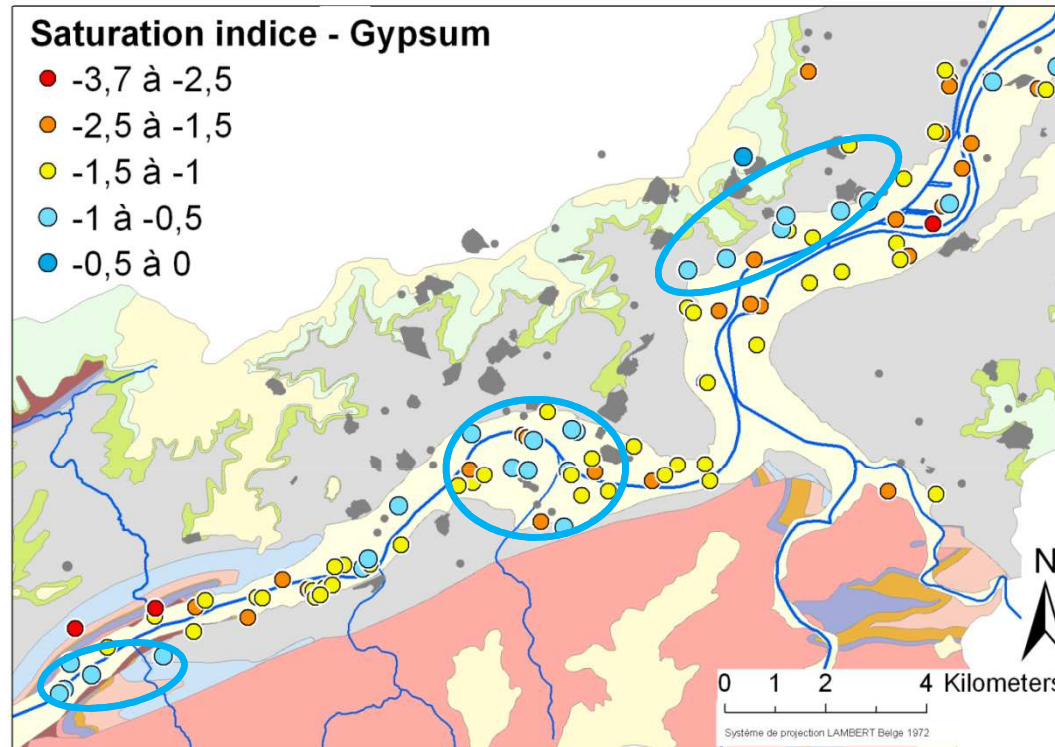 Saturation indice - Gypsum
-3,7 à -2,5
-2,5 à -1,5
-1,5 à -1
-1 à -0,5
-0,5 à 0
N
0 1 2 4 Kilometers
Système de projection LAMBERT Belge 1972